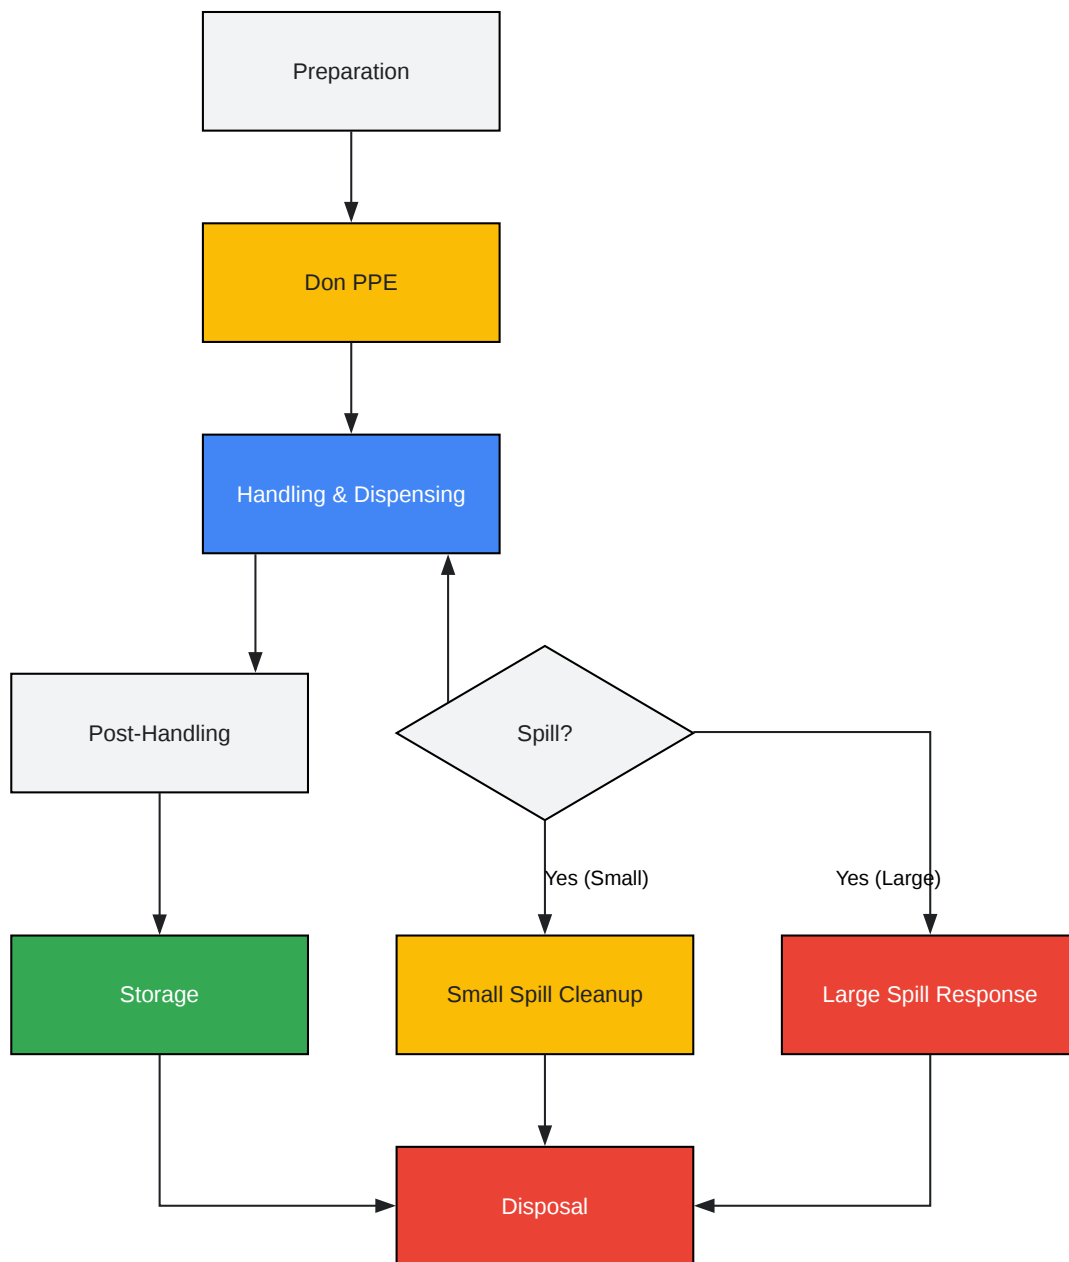 Preparation
Don PPE
Handling & Dispensing
Post-Handling
Spill?
Yes (Small)
Yes (Large)
Storage
Small Spill Cleanup
Large Spill Response
Disposal